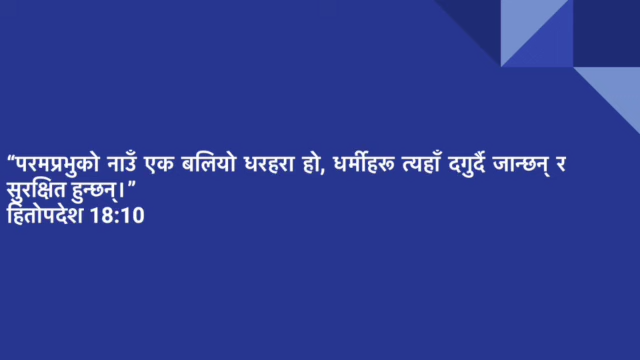 “परमप्रभुको नाउँ एक बलियो धरहरा हो, धर्मीहरू त्यहाँ दगुर्दै जान्छन् र
सुरक्षित हुन्छन्।”
हितोपदेश 18:10